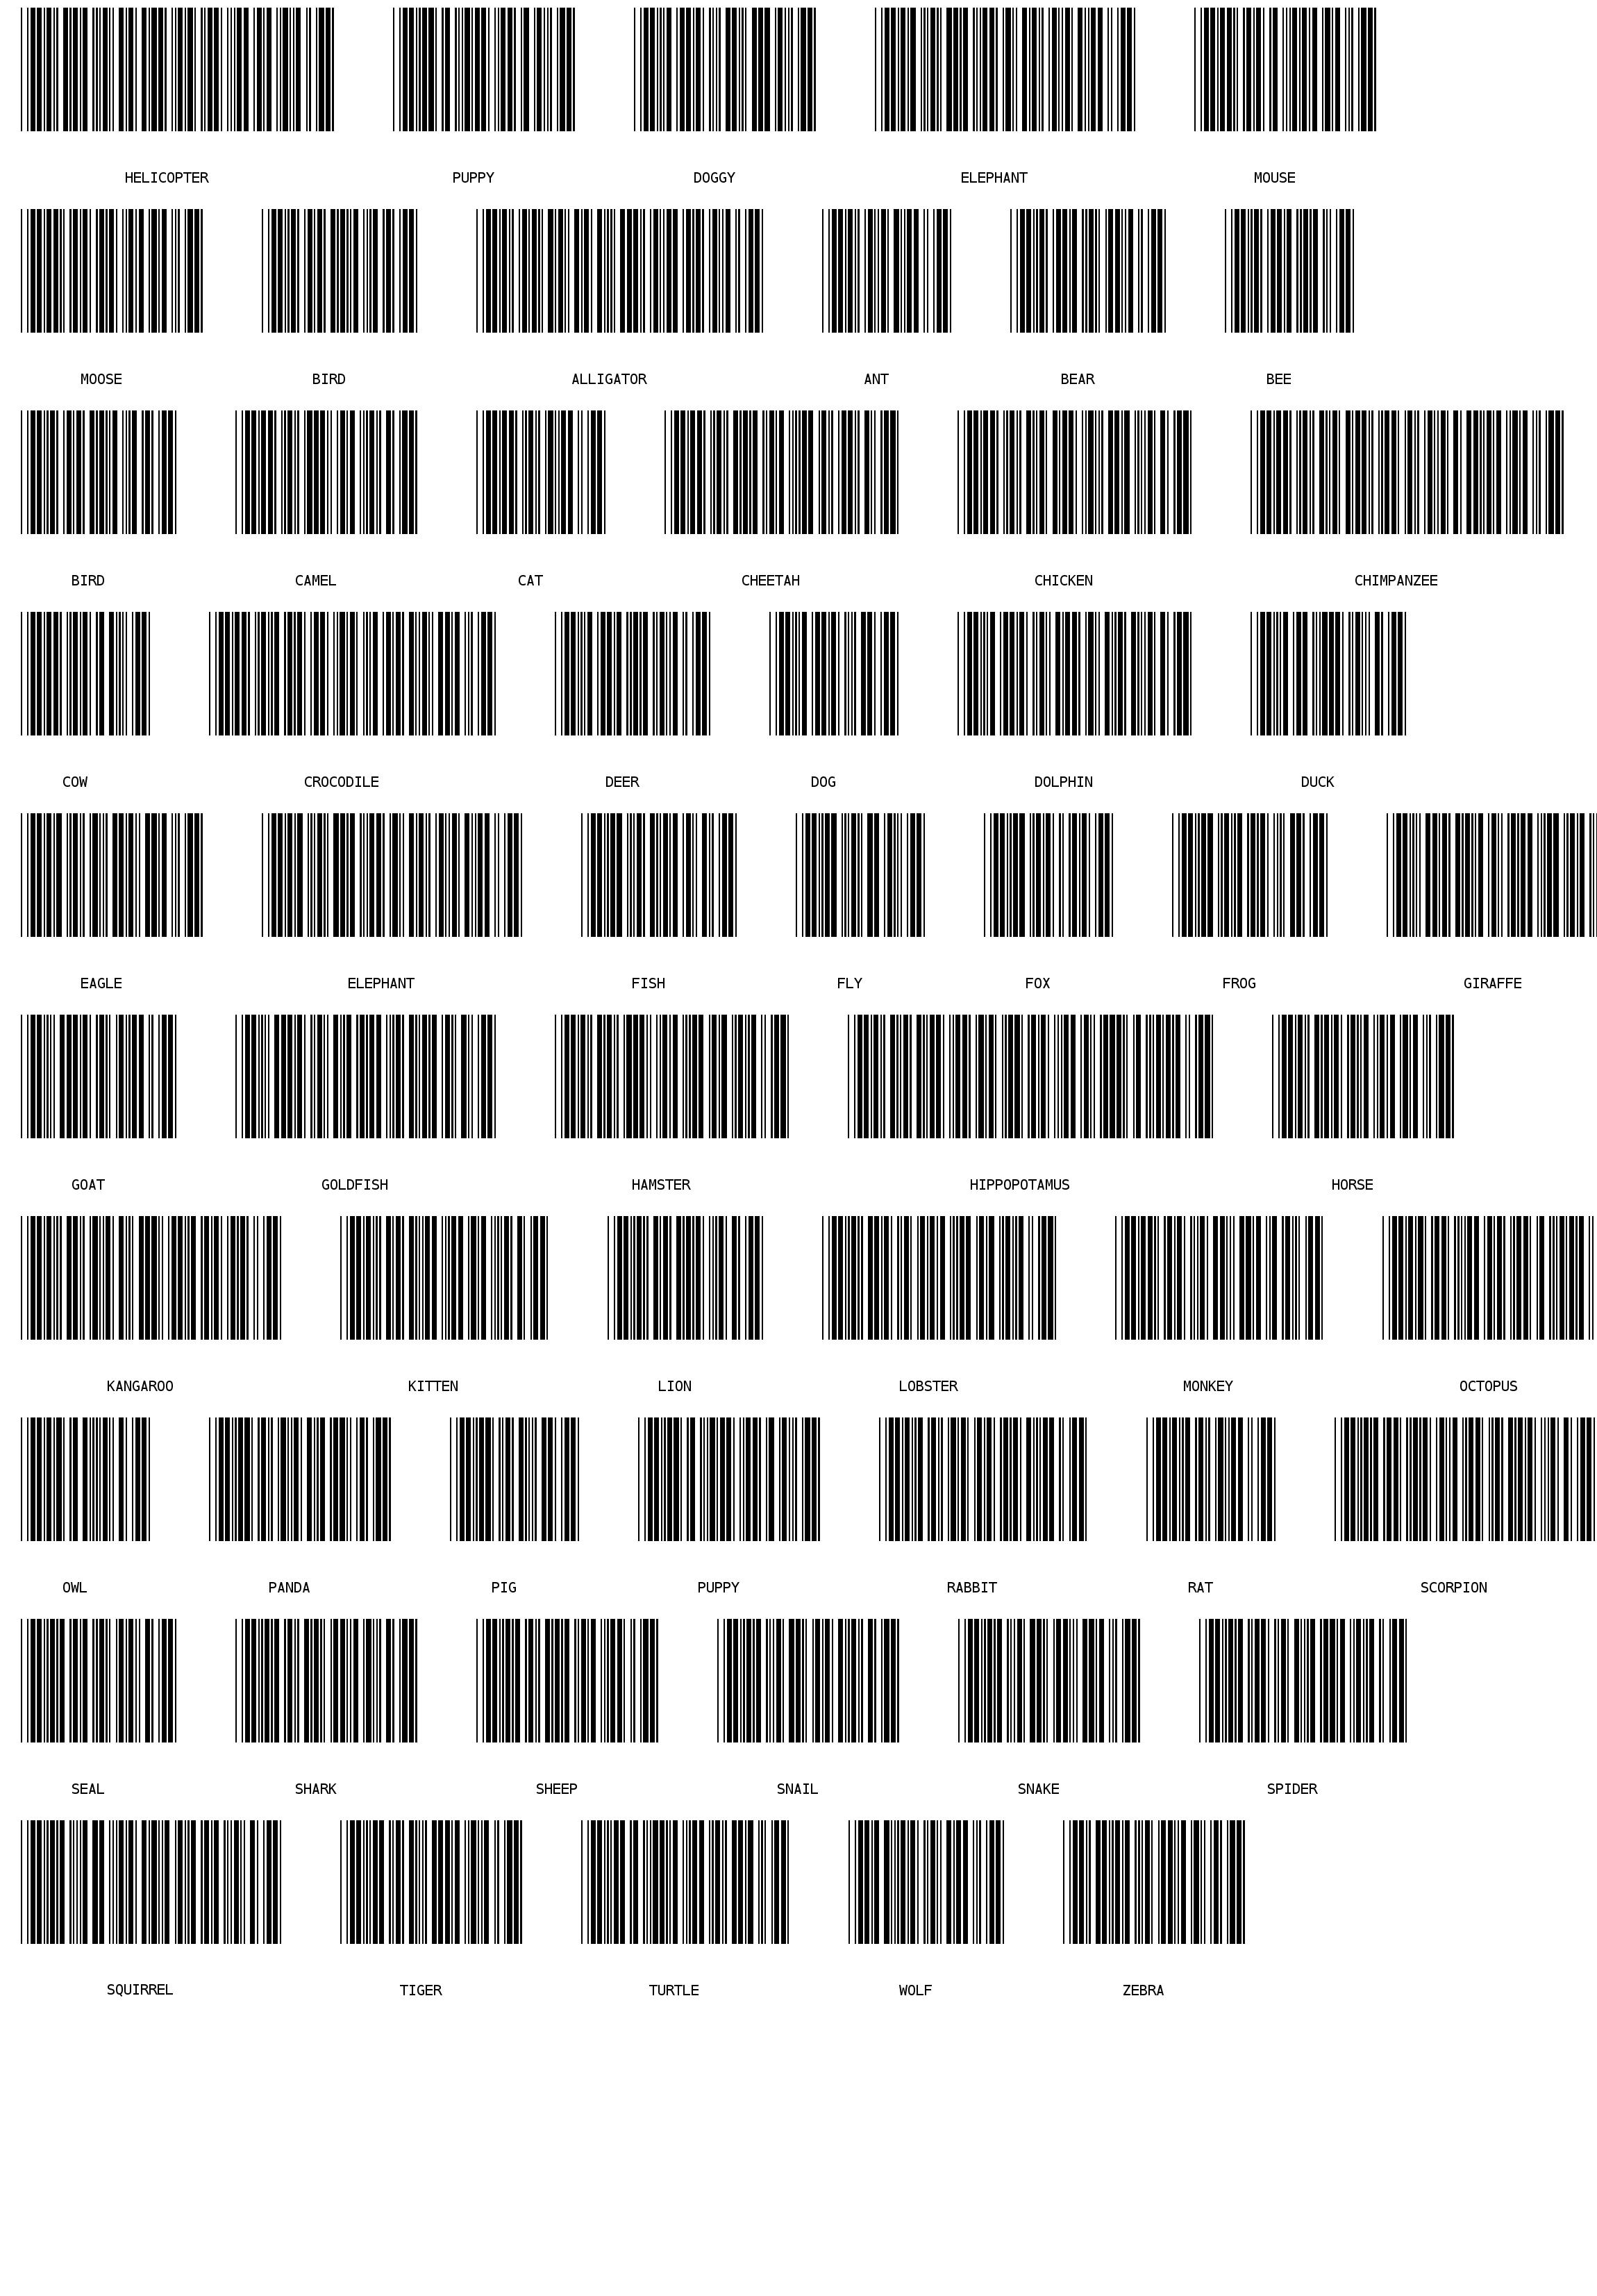 HELICOPTER PUPPY DOGGY ELEPHANT MOUSE
MOOSE BIRD ALLIGATOR ANT BEAR BEE
BIRD CAMEL CAT CHEETAH CHICKEN CHIMPANZEE
COW CROCODILE DEER DOG DOLPHIN DUCK
EAGLE ELEPHANT FISH FLY FOX FROG GIRAFFE
GOAT GOLDFISH HAMSTER HIPPOPOTAMUS HORSE
KANGAROO KITTEN LION LOBSTER MONKEY OCTOPUS
OWL PANDA PIG PUPPY RABBIT RAT SCORPION
SEAL SHARK SHEEP SNAIL SNAKE SPIDER
SQUIRREL TIGER TURTLE WOLF ZEBRA